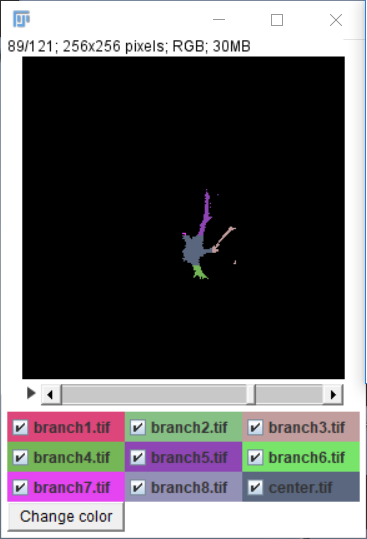 89/121; 256x256 pixels; RGB; 30MB
branch1.tif branch2.tif branch3.tif
branch4.tif branch5.tif branch6.tif
branch7.tif branch8.tif center.tif
Change color